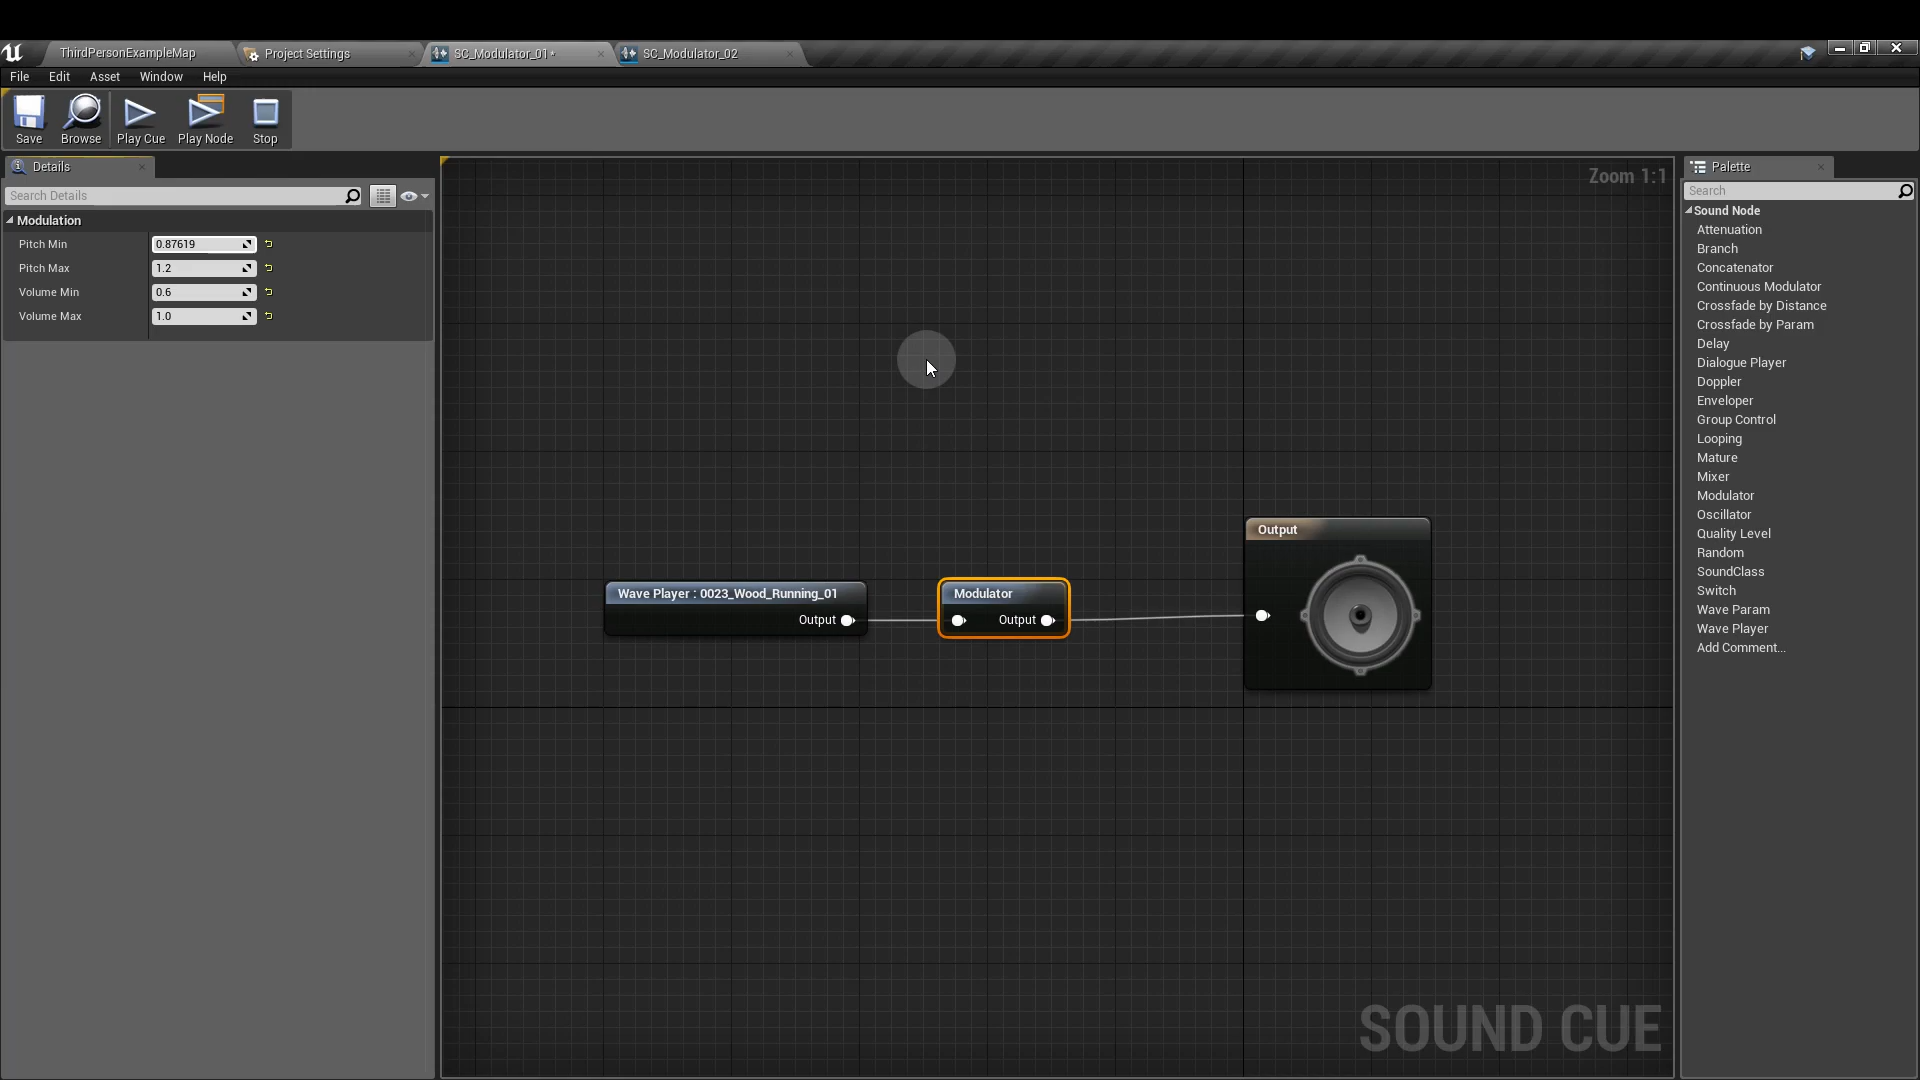 ThirdPersonExampleMap
Project Settings
SC_Modulator_01*
SC_Modulator_02
File Edit Asset Window Help
Save Browse Play Cue Play Node Stop
Details
Search Details
Modulation
Pitch Min 0.87619
Pitch Max 1.2
Volume Min 0.6
Volume Max 1.0
Zoom 1:1
Wave Player : 0023_Wood_Running_01
Output
Modulator
Output
Output
SOUND CUE
Palette
Search
Sound Node
Attenuation
Branch
Concatenator
Continuous Modulator
Crossfade by Distance
Crossfade by Param
Delay
Dialogue Player
Doppler
Enveloper
Group Control
Looping
Mature
Mixer
Modulator
Oscillator
Quality Level
Random
SoundClass
Switch
Wave Param
Wave Player
Add Comment...